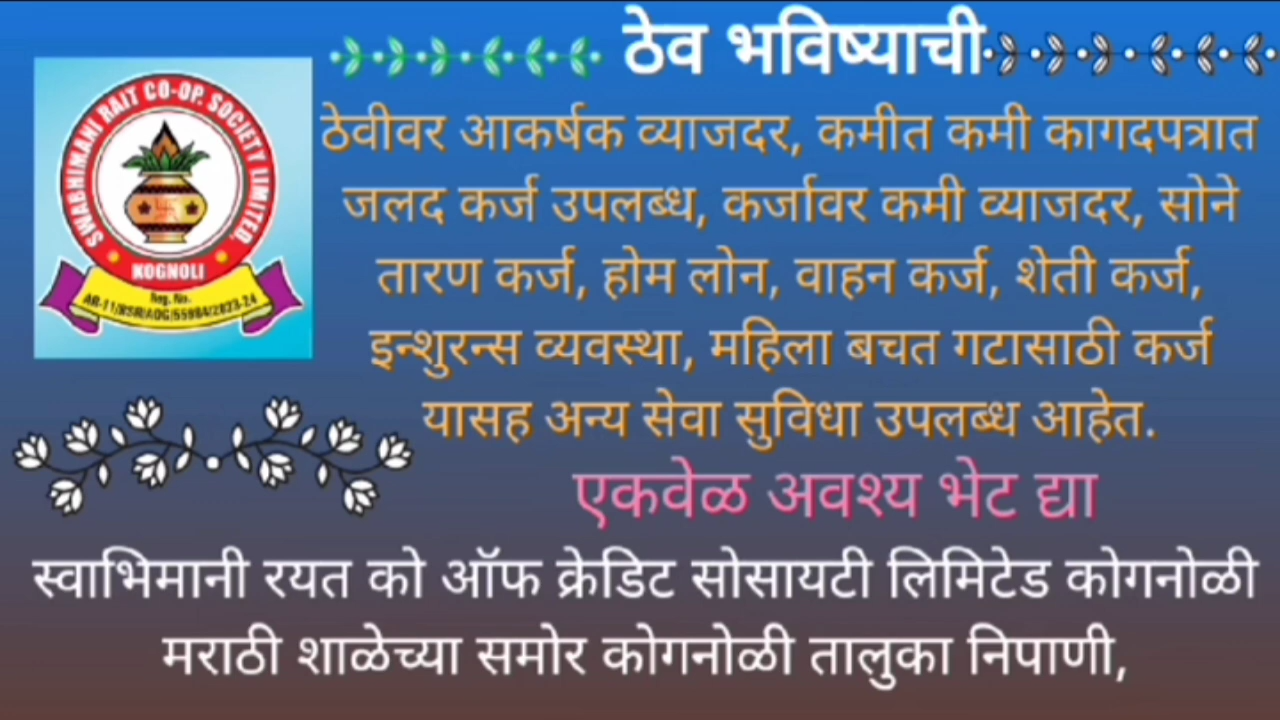 ठेव भविष्याची
ठेवीवर आकर्षक व्याजदर, कमीत कमी कागदपत्रात
जलद कर्ज उपलब्ध, कर्जावर कमी व्याजदर, सोने
तारण कर्ज, होम लोन, वाहन कर्ज, शेती कर्ज,
इन्शुरन्स व्यवस्था, महिला बचत गटासाठी कर्ज
यासह अन्य सेवा सुविधा उपलब्ध आहेत.
एकवेळ अवश्य भेट द्या
स्वाभिमानी रयत को ऑफ क्रेडिट सोसायटी लिमिटेड कोगनोळी
मराठी शाळेच्या समोर कोगनोळी तालुका निपाणी,
SWABHIMANI RAIT CO-OP. SOCIETY LIMITED,
KOGNOLI
Reg. No.